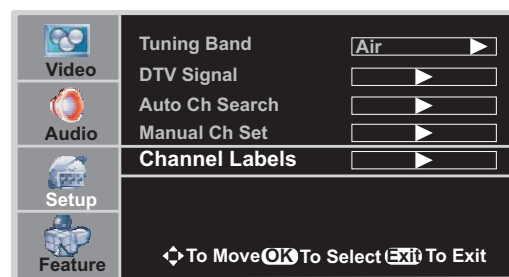 Video
Audio
Setup
Feature
Tuning Band Air
DTV Signal
Auto Ch Search
Manual Ch Set
Channel Labels
To Move OK To Select Exit To Exit